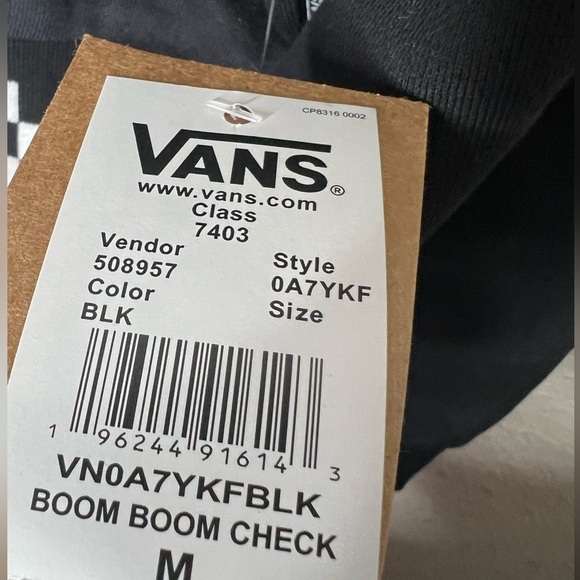 CP8316 0002
VANS®
www.vans.com
Class
7403
Vendor Style
508957 0A7YKF
Color Size
BLK
1 96244 91614 3
VN0A7YKFBLK
BOOM BOOM CHECK
M